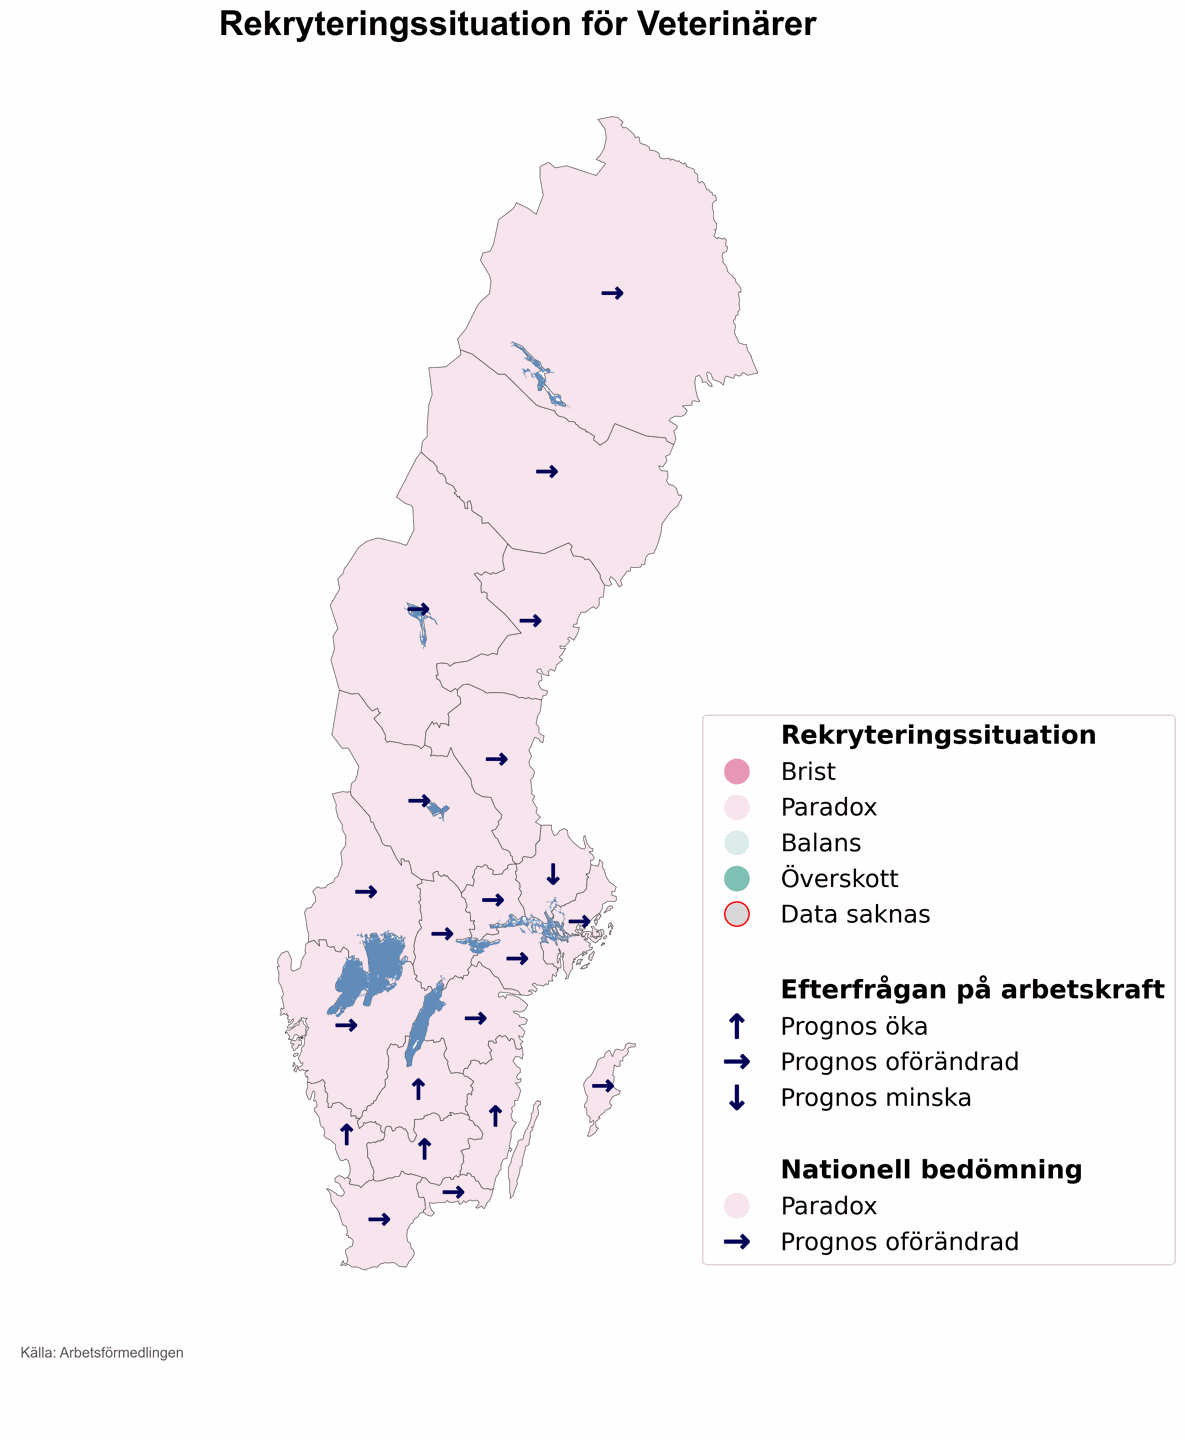 Rekryteringssituation för Veterinärer
Rekryteringssituation
Brist
Paradox
Balans
Överskott
Data saknas
Efterfrågan på arbetskraft
Prognos öka
Prognos oförändrad
Prognos minska
Nationell bedömning
Paradox
Prognos oförändrad
Källa: Arbetsförmedlingen